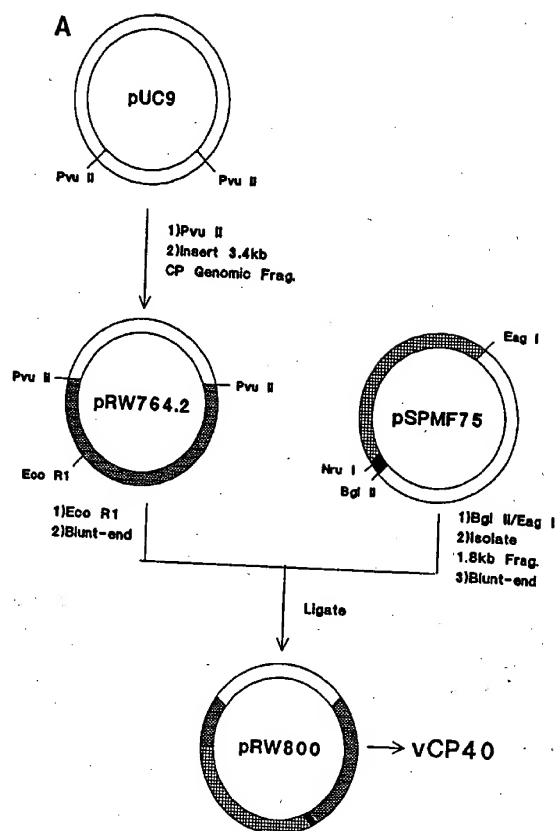 A
pUC9
Pvu II
Pvu II
1)Pvu II
2)Insert 3.4kb
CP Genomic Frag.
Pvu II
Pvu II
pRW764.2
Eco R1
1)Eco R1
2)Blunt-end
Eag I
pSPMF75
Nru I
Bgl II
1)Bgl II/Eag I
2)Isolate
1.8kb Frag.
3)Blunt-end
Ligate
pRW800
vCP40